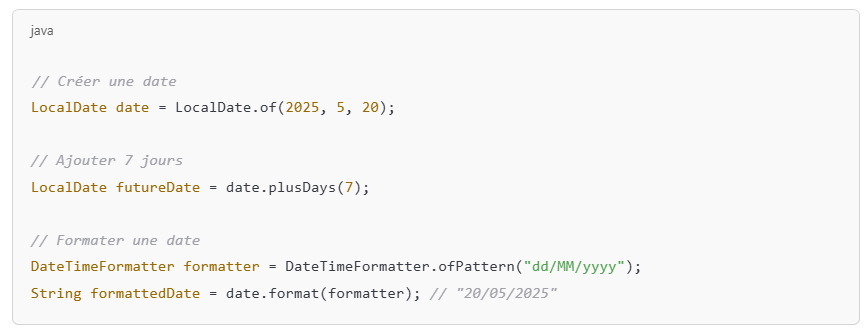 java
// Créer une date
LocalDate date = LocalDate.of(2025, 5, 20);
// Ajouter 7 jours
LocalDate futureDate = date.plusDays(7);
// Formater une date
DateTimeFormatter formatter = DateTimeFormatter.ofPattern("dd/MM/yyyy");
String formattedDate = date.format(formatter); // "20/05/2025"